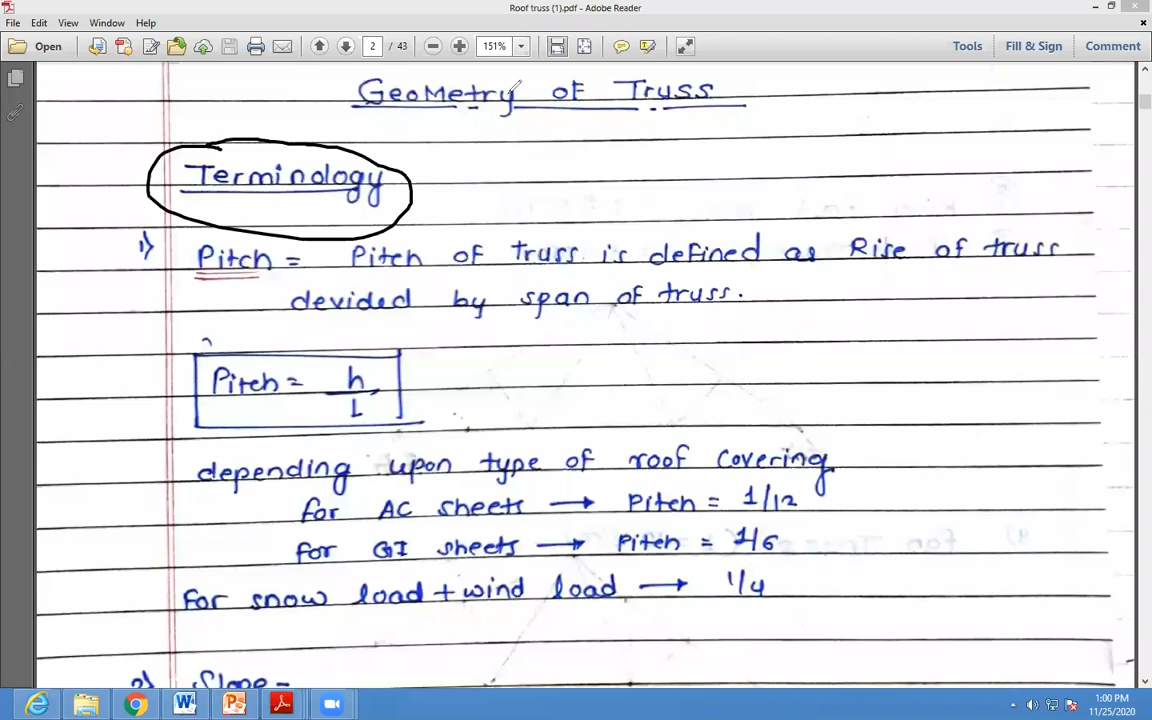 Roof truss (1).pdf - Adobe Reader
File Edit View Window Help
Open 2 / 43 151% Tools Fill & Sign Comment
Geometry of Truss
Terminology
1) Pitch = Pitch of truss is defined as Rise of truss
devided by span of truss.
Pitch = h
L
depending upon type of roof covering
for AC sheets → Pitch = 1/12
for GI sheets → Pitch = 1/6
For snow load + wind load → 1/4
2) Slope =
1:00 PM
11/25/2020